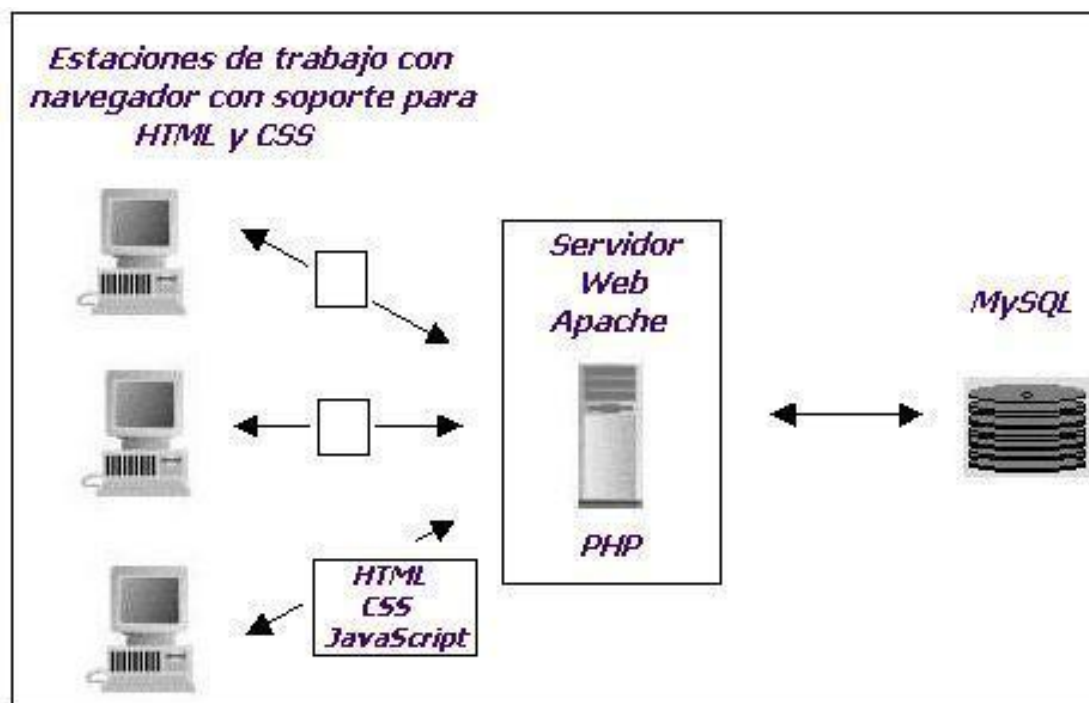 Estaciones de trabajo con
navegador con soporte para
HTML y CSS
Servidor
Web
Apache
MySQL
PHP
HTML
CSS
JavaScript